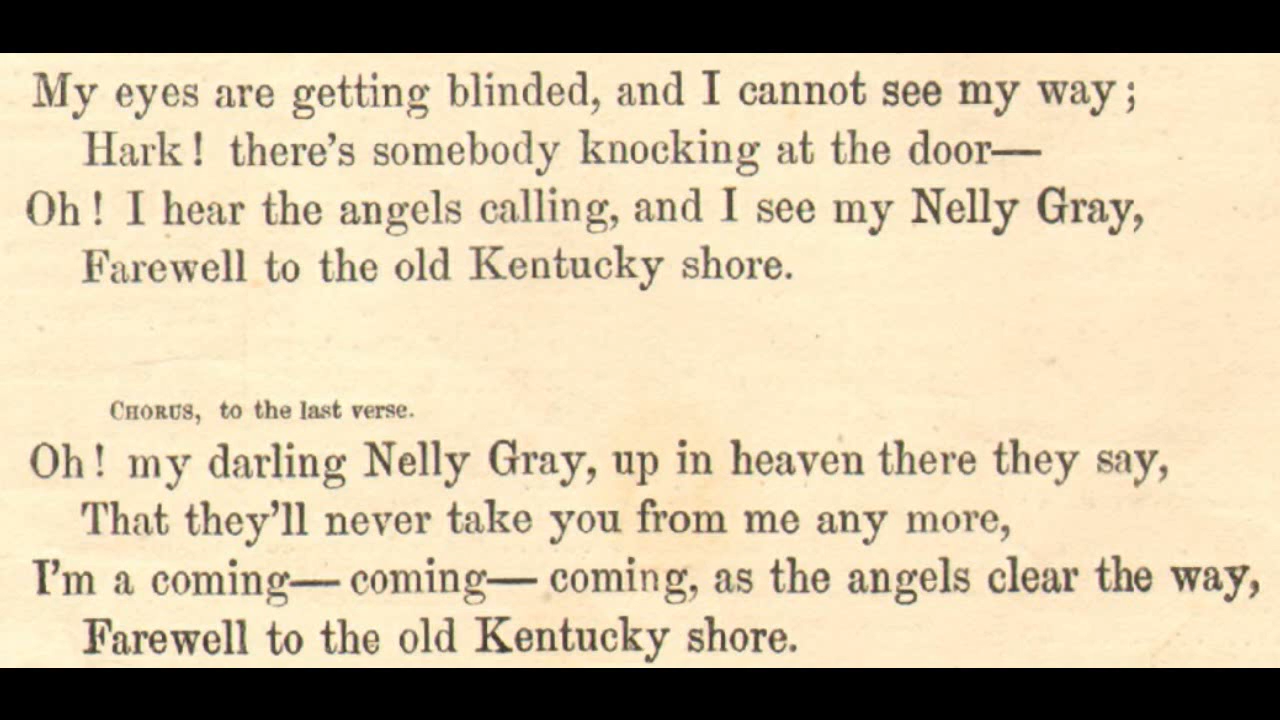 My eyes are getting blinded, and I cannot see my way;
Hark! there's somebody knocking at the door—
Oh! I hear the angels calling, and I see my Nelly Gray,
Farewell to the old Kentucky shore.
CHORUS, to the last verse.
Oh! my darling Nelly Gray, up in heaven there they say,
That they'll never take you from me any more,
I'm a coming—coming—coming, as the angels clear the way,
Farewell to the old Kentucky shore.